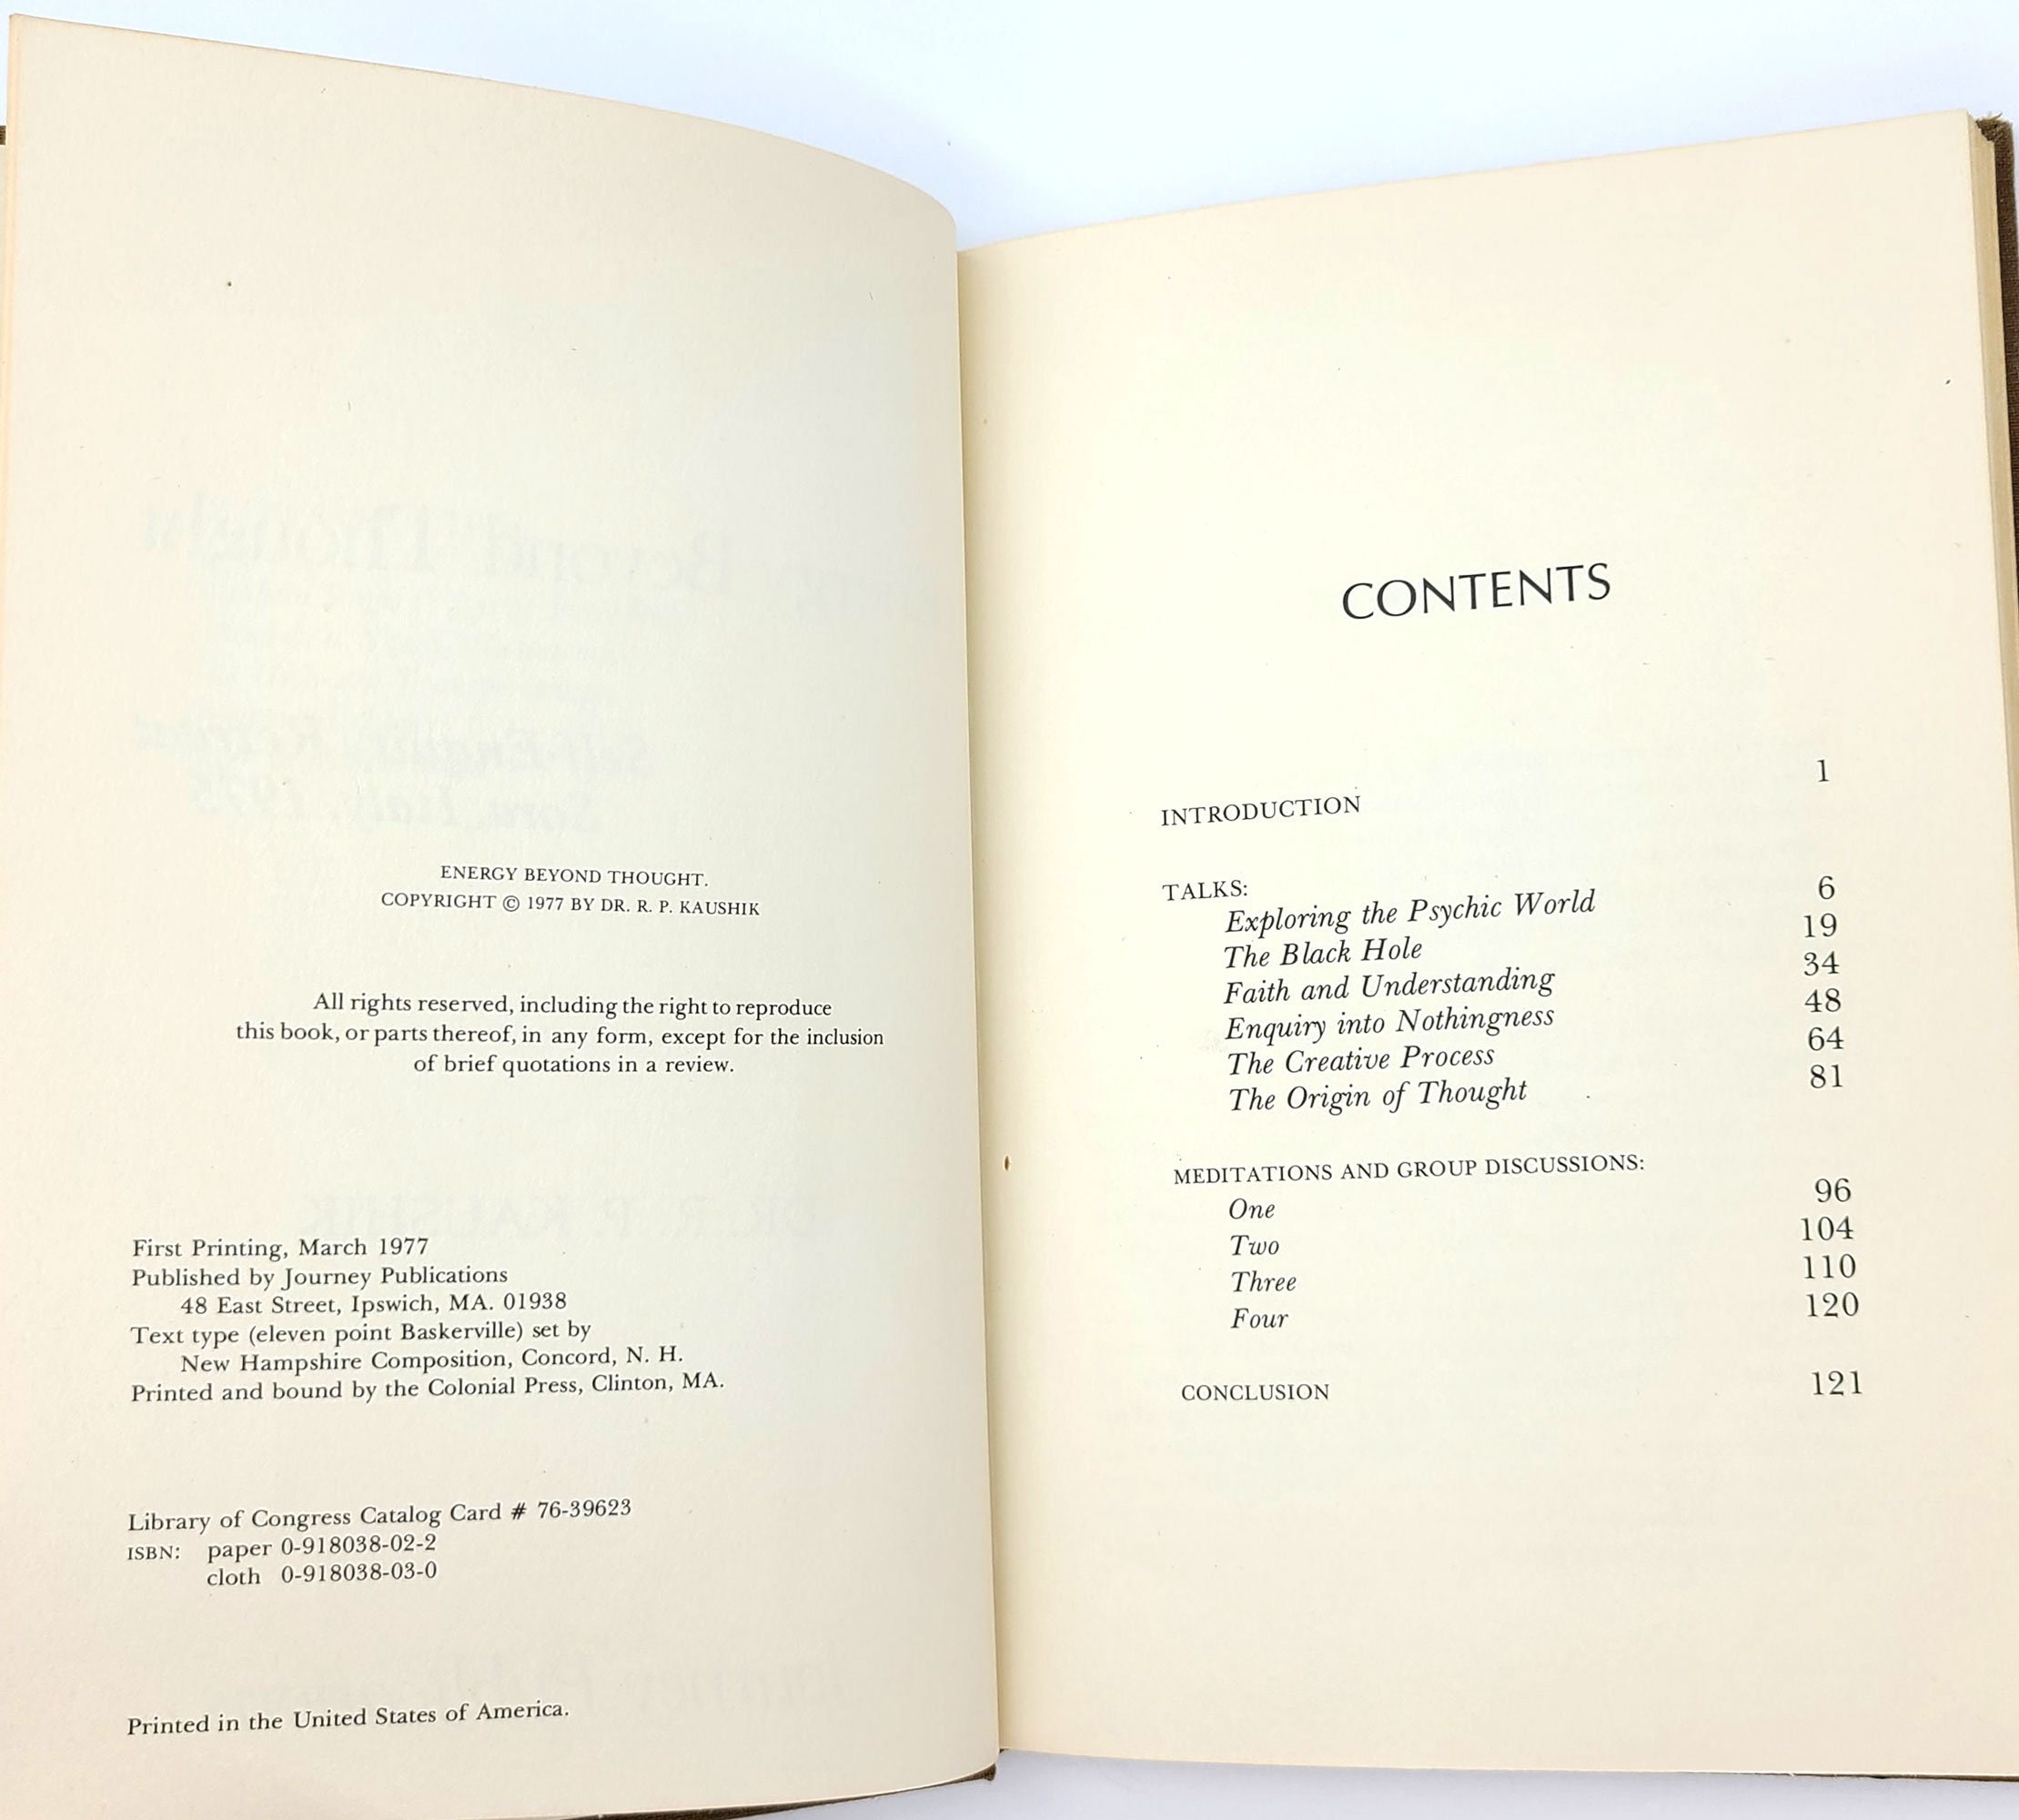 ENERGY BEYOND THOUGHT.
COPYRIGHT © 1977 BY DR. R. P. KAUSHIK
All rights reserved, including the right to reproduce
this book, or parts thereof, in any form, except for the inclusion
of brief quotations in a review.
First Printing, March 1977
Published by Journey Publications
48 East Street, Ipswich, MA. 01938
Text type (eleven point Baskerville) set by
New Hampshire Composition, Concord, N. H.
Printed and bound by the Colonial Press, Clinton, MA.
Library of Congress Catalog Card # 76-39623
ISBN: paper 0-918038-02-2
cloth 0-918038-03-0
Printed in the United States of America.
CONTENTS
INTRODUCTION 1
TALKS:
Exploring the Psychic World 6
The Black Hole 19
Faith and Understanding 34
Enquiry into Nothingness 48
The Creative Process 64
The Origin of Thought 81
MEDITATIONS AND GROUP DISCUSSIONS:
One 96
Two 104
Three 110
Four 120
CONCLUSION 121